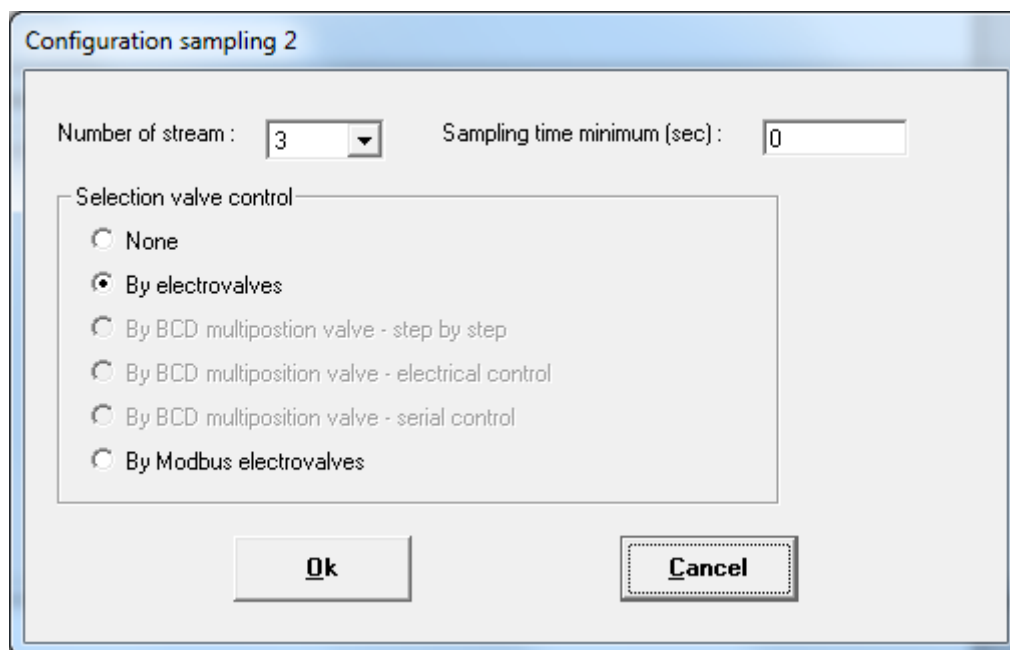 Configuration sampling 2
Number of stream : 3 Sampling time minimum (sec) : 0
Selection valve control
None
By electrovalves
By BCD multipostion valve - step by step
By BCD multiposition valve - electrical control
By BCD multiposition valve - serial control
By Modbus electrovalves
Ok Cancel